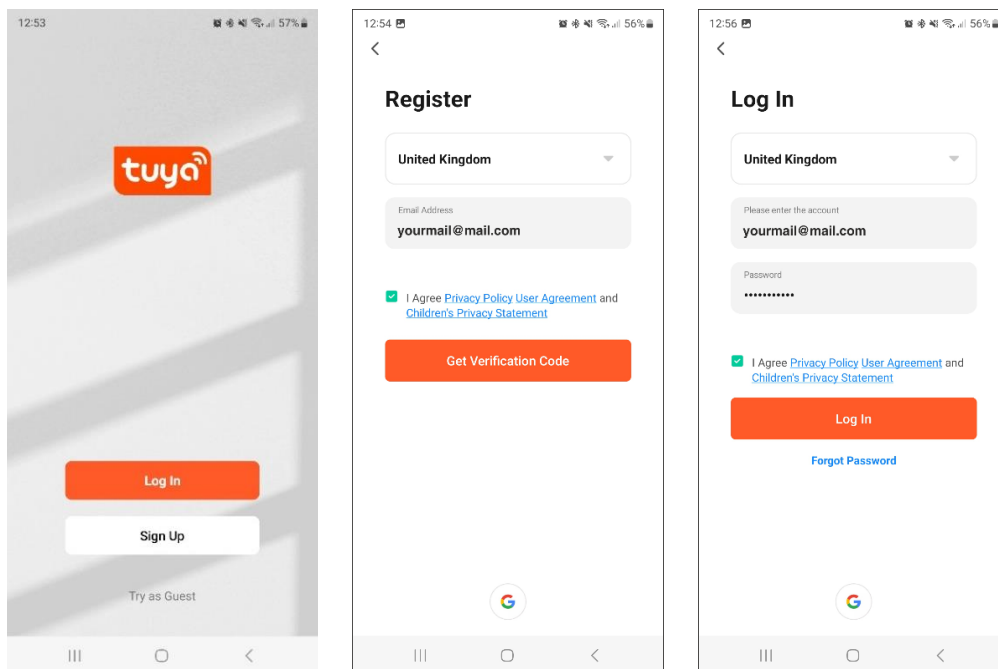 12:53
57%
tuya
Log In
Sign Up
Try as Guest
12:54
56%
Register
United Kingdom
Email Address
yourmail@mail.com
I Agree Privacy Policy User Agreement and
Children's Privacy Statement
Get Verification Code
G
12:56
56%
Log In
United Kingdom
Please enter the account
yourmail@mail.com
Password
•••••••••••
I Agree Privacy Policy User Agreement and
Children's Privacy Statement
Log In
Forgot Password
G